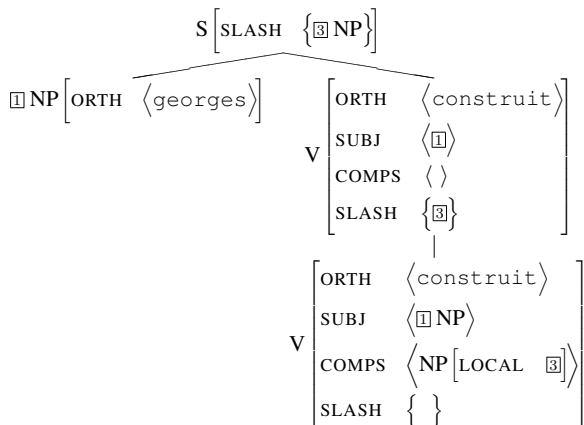 S [SLASH {3 NP}]
1 NP [ORTH ⟨georges⟩]
V [ORTH ⟨construit⟩
SUBJ ⟨1⟩
COMPS ⟨ ⟩
SLASH {3}]
V [ORTH ⟨construit⟩
SUBJ ⟨1 NP⟩
COMPS ⟨NP [LOCAL 3]⟩
SLASH { }]